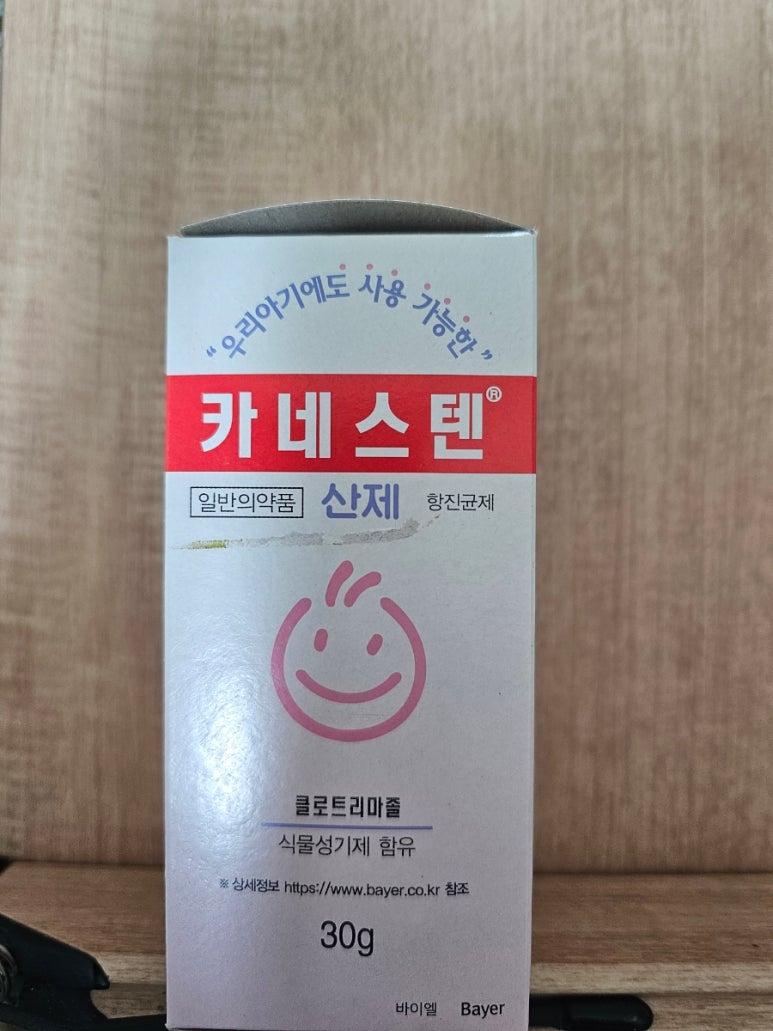 “우리아기에도 사용 가능한”
카네스텐®
일반의약품 산제 항진균제
클로트리마졸
식물성기제 함유
※ 상세정보 https://www.bayer.co.kr 참조
30g
바이엘 Bayer